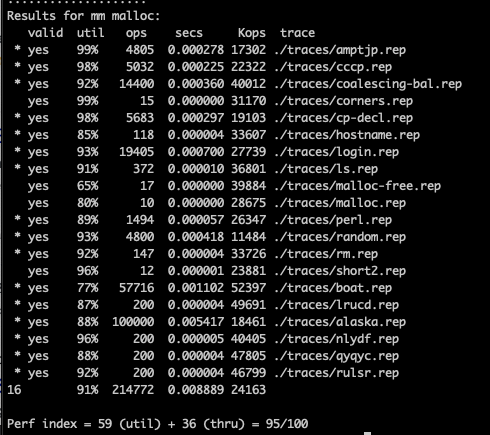 ....................
Results for mm malloc:
valid util ops secs Kops trace
* yes 99% 4805 0.000278 17302 ./traces/amptjp.rep
* yes 98% 5032 0.000225 22322 ./traces/cccp.rep
* yes 92% 14400 0.000360 40012 ./traces/coalescing-bal.rep
yes 99% 15 0.000000 31170 ./traces/corners.rep
* yes 98% 5683 0.000297 19103 ./traces/cp-decl.rep
* yes 85% 118 0.000004 33607 ./traces/hostname.rep
* yes 93% 19405 0.000700 27739 ./traces/login.rep
* yes 91% 372 0.000010 36801 ./traces/ls.rep
yes 65% 17 0.000000 39884 ./traces/malloc-free.rep
yes 80% 10 0.000000 28675 ./traces/malloc.rep
* yes 89% 1494 0.000057 26347 ./traces/perl.rep
* yes 93% 4800 0.000418 11484 ./traces/random.rep
* yes 92% 147 0.000004 33726 ./traces/rm.rep
yes 96% 12 0.000001 23881 ./traces/short2.rep
* yes 77% 57716 0.001102 52397 ./traces/boat.rep
* yes 87% 200 0.000004 49691 ./traces/lrucd.rep
* yes 88% 100000 0.005417 18461 ./traces/alaska.rep
* yes 96% 200 0.000005 40405 ./traces/nlydf.rep
* yes 88% 200 0.000004 47805 ./traces/qyqyc.rep
* yes 92% 200 0.000004 46799 ./traces/rulsr.rep
16 91% 214772 0.008889 24163
Perf index = 59 (util) + 36 (thru) = 95/100